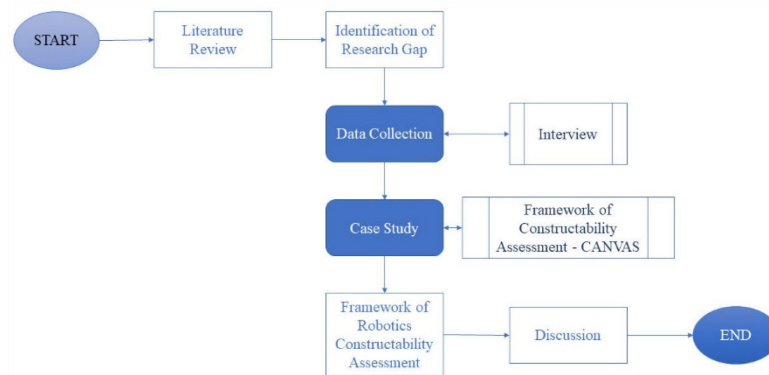 START
Literature
Review
Identification of
Research Gap
Data Collection
Interview
Case Study
Framework of
Constructability
Assessment - CANVAS
Framework of
Robotics
Constructability
Assessment
Discussion
END